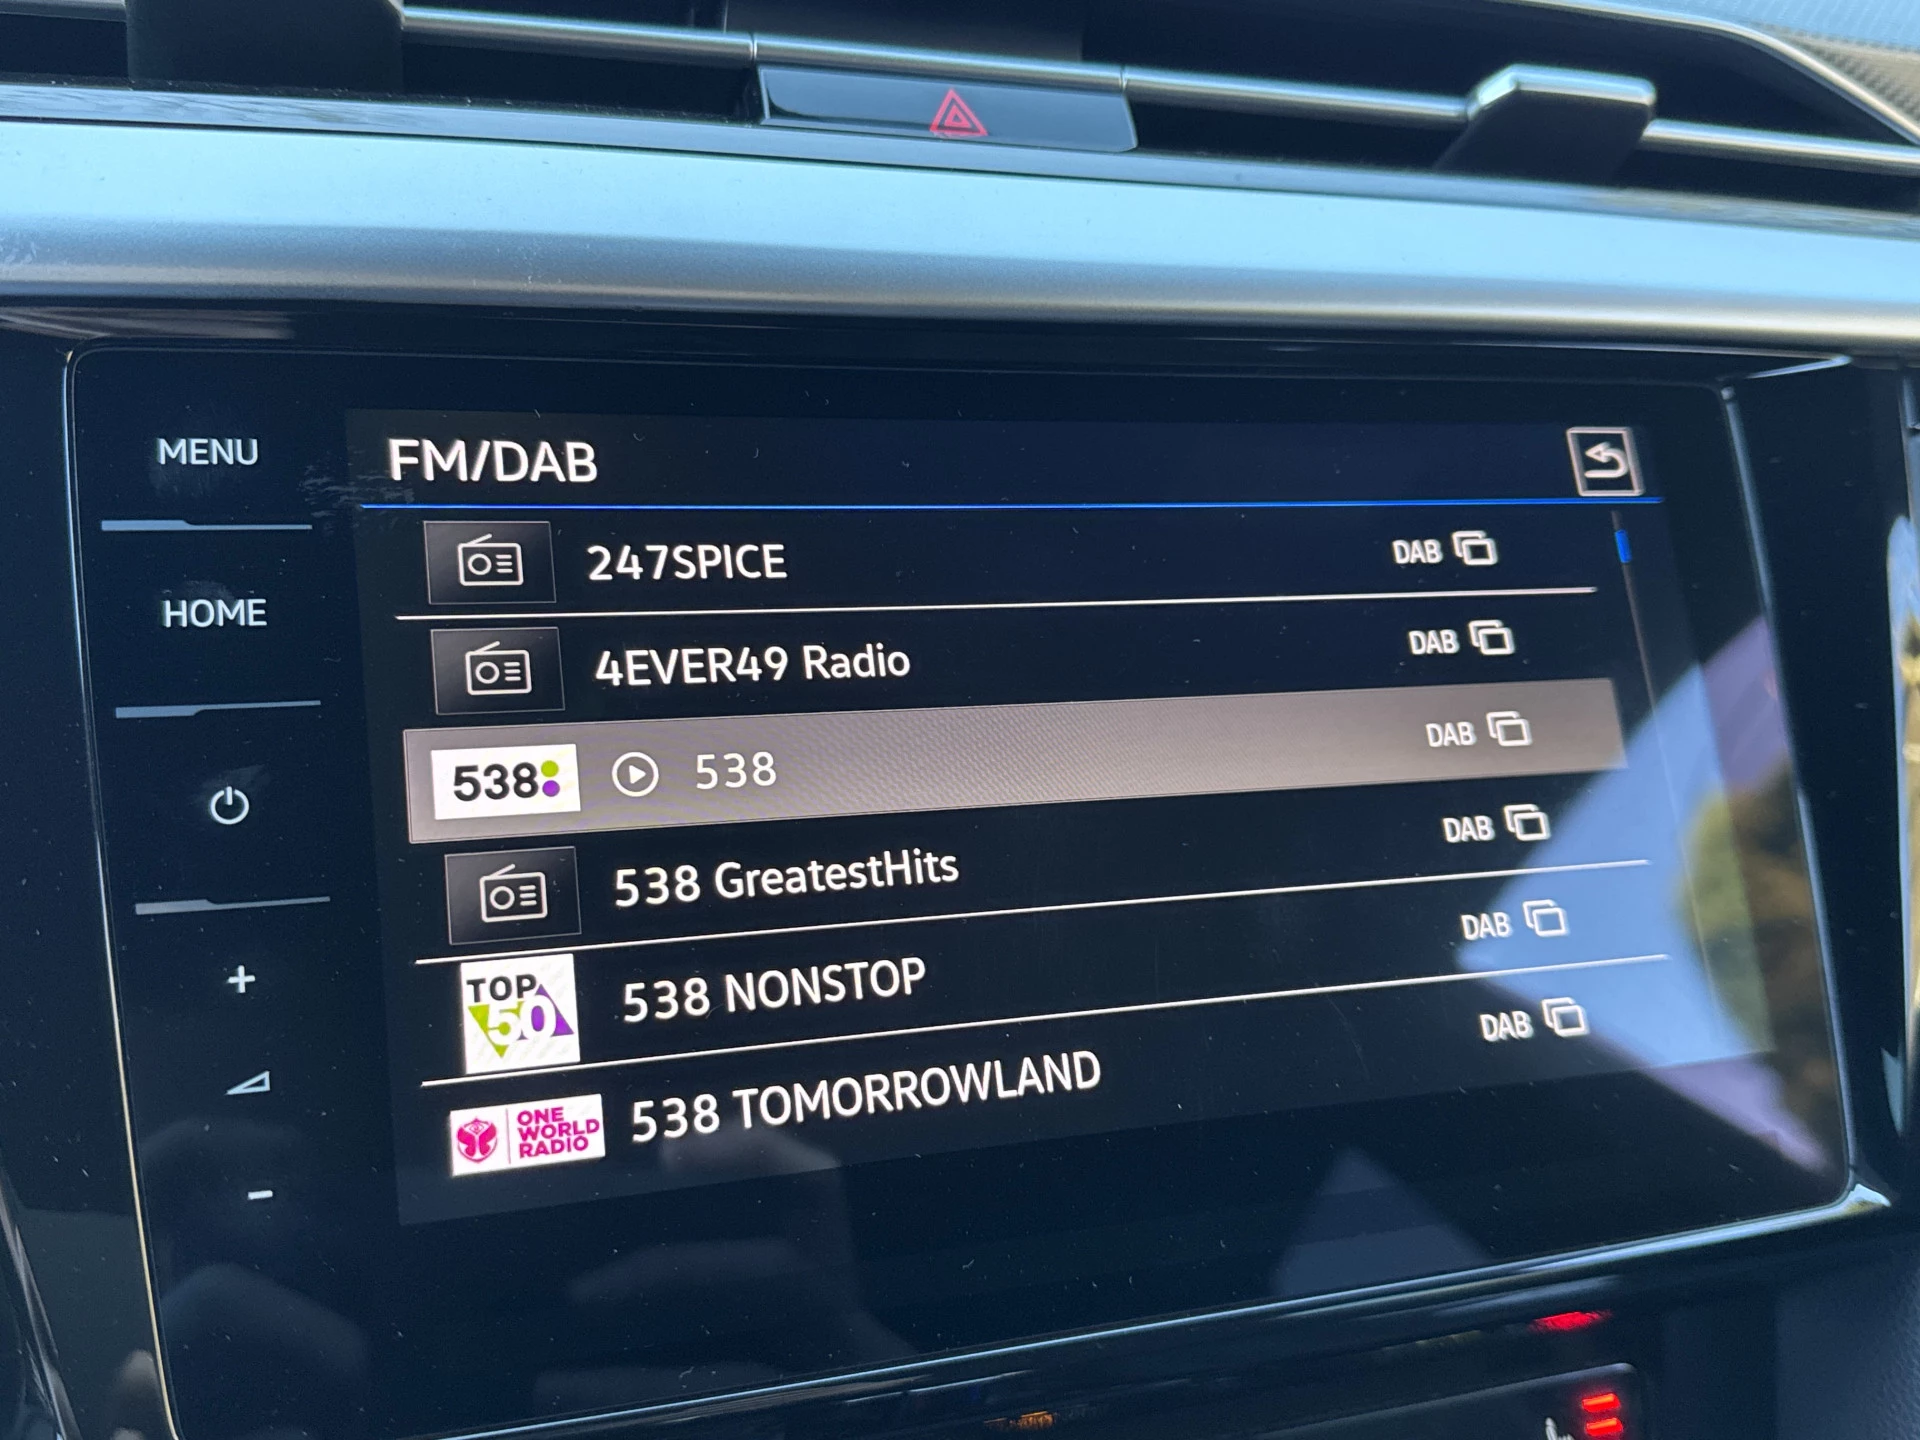 MENU
HOME
+
-
FM/DAB
247SPICE DAB
4EVER49 Radio DAB
538 538 DAB
538 GreatestHits DAB
TOP
50
538 NONSTOP DAB
ONE
WORLD
RADIO
538 TOMORROWLAND DAB